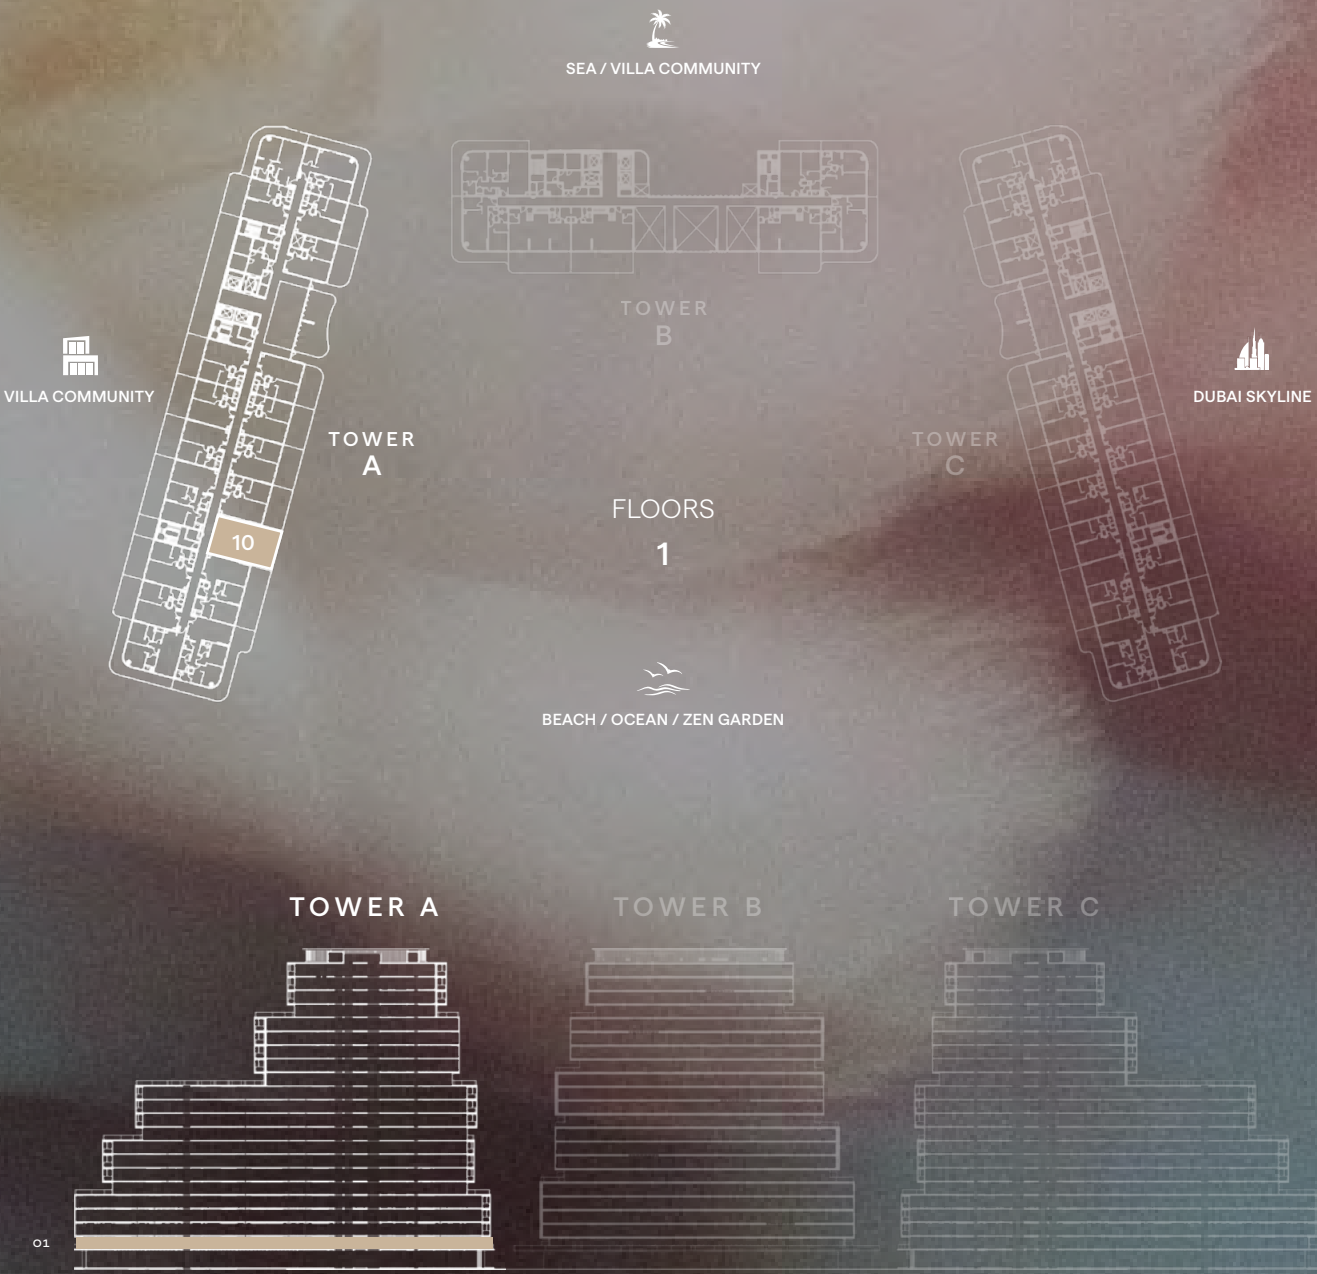 SEA / VILLA COMMUNITY
TOWER
B
VILLA COMMUNITY
DUBAI SKYLINE
TOWER
A
TOWER
C
FLOORS
1
10
BEACH / OCEAN / ZEN GARDEN
TOWER A
TOWER B
TOWER C
01